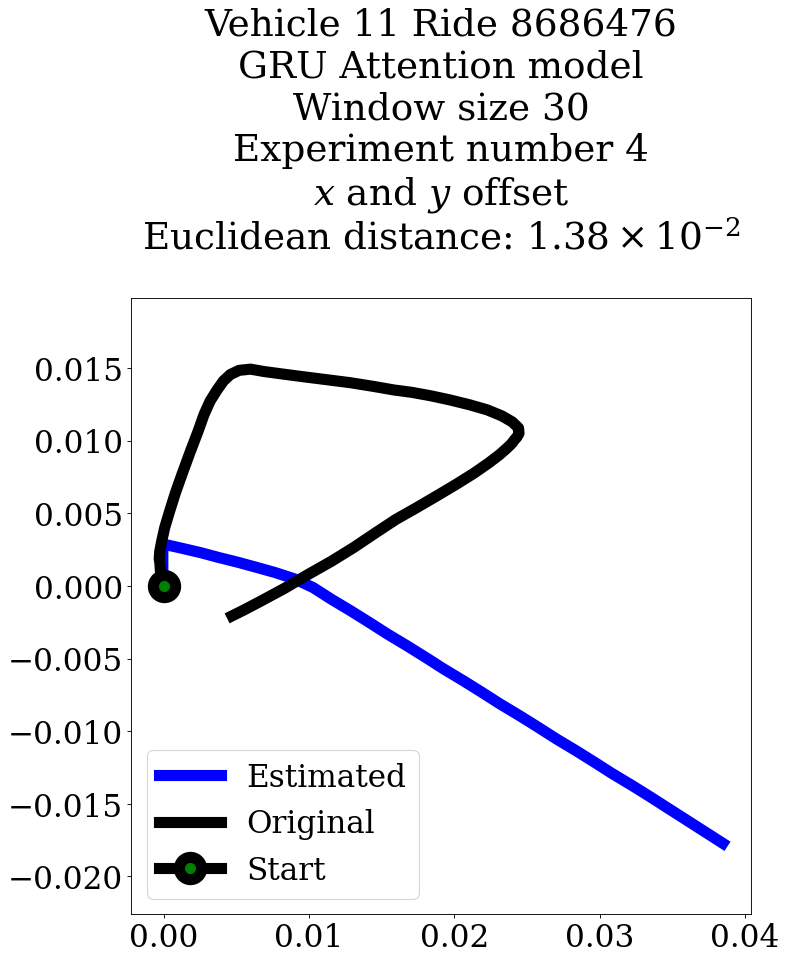 Vehicle 11 Ride 8686476
GRU Attention model
Window size 30
Experiment number 4
x and y offset
Euclidean distance: 1.38 × 10⁻²
0.015
0.010
0.005
0.000
−0.005
−0.010
−0.015
−0.020
Estimated
Original
Start
0.00 0.01 0.02 0.03 0.04